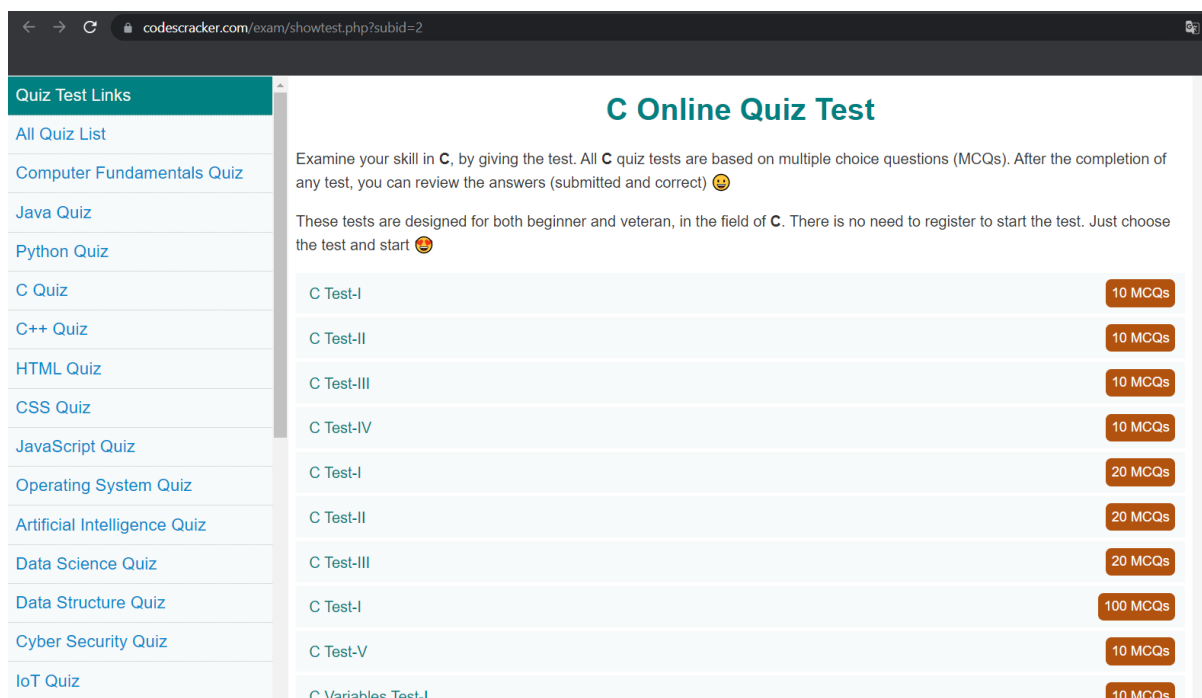 codescracker.com/exam/showtest.php?subid=2
Quiz Test Links
All Quiz List
Computer Fundamentals Quiz
Java Quiz
Python Quiz
C Quiz
C++ Quiz
HTML Quiz
CSS Quiz
JavaScript Quiz
Operating System Quiz
Artificial Intelligence Quiz
Data Science Quiz
Data Structure Quiz
Cyber Security Quiz
IoT Quiz
C Online Quiz Test
Examine your skill in C, by giving the test. All C quiz tests are based on multiple choice questions (MCQs). After the completion of
any test, you can review the answers (submitted and correct) 😀
These tests are designed for both beginner and veteran, in the field of C. There is no need to register to start the test. Just choose
the test and start 🤩
C Test-I 10 MCQs
C Test-II 10 MCQs
C Test-III 10 MCQs
C Test-IV 10 MCQs
C Test-I 20 MCQs
C Test-II 20 MCQs
C Test-III 20 MCQs
C Test-I 100 MCQs
C Test-V 10 MCQs
C Variables Test-I 10 MCQs